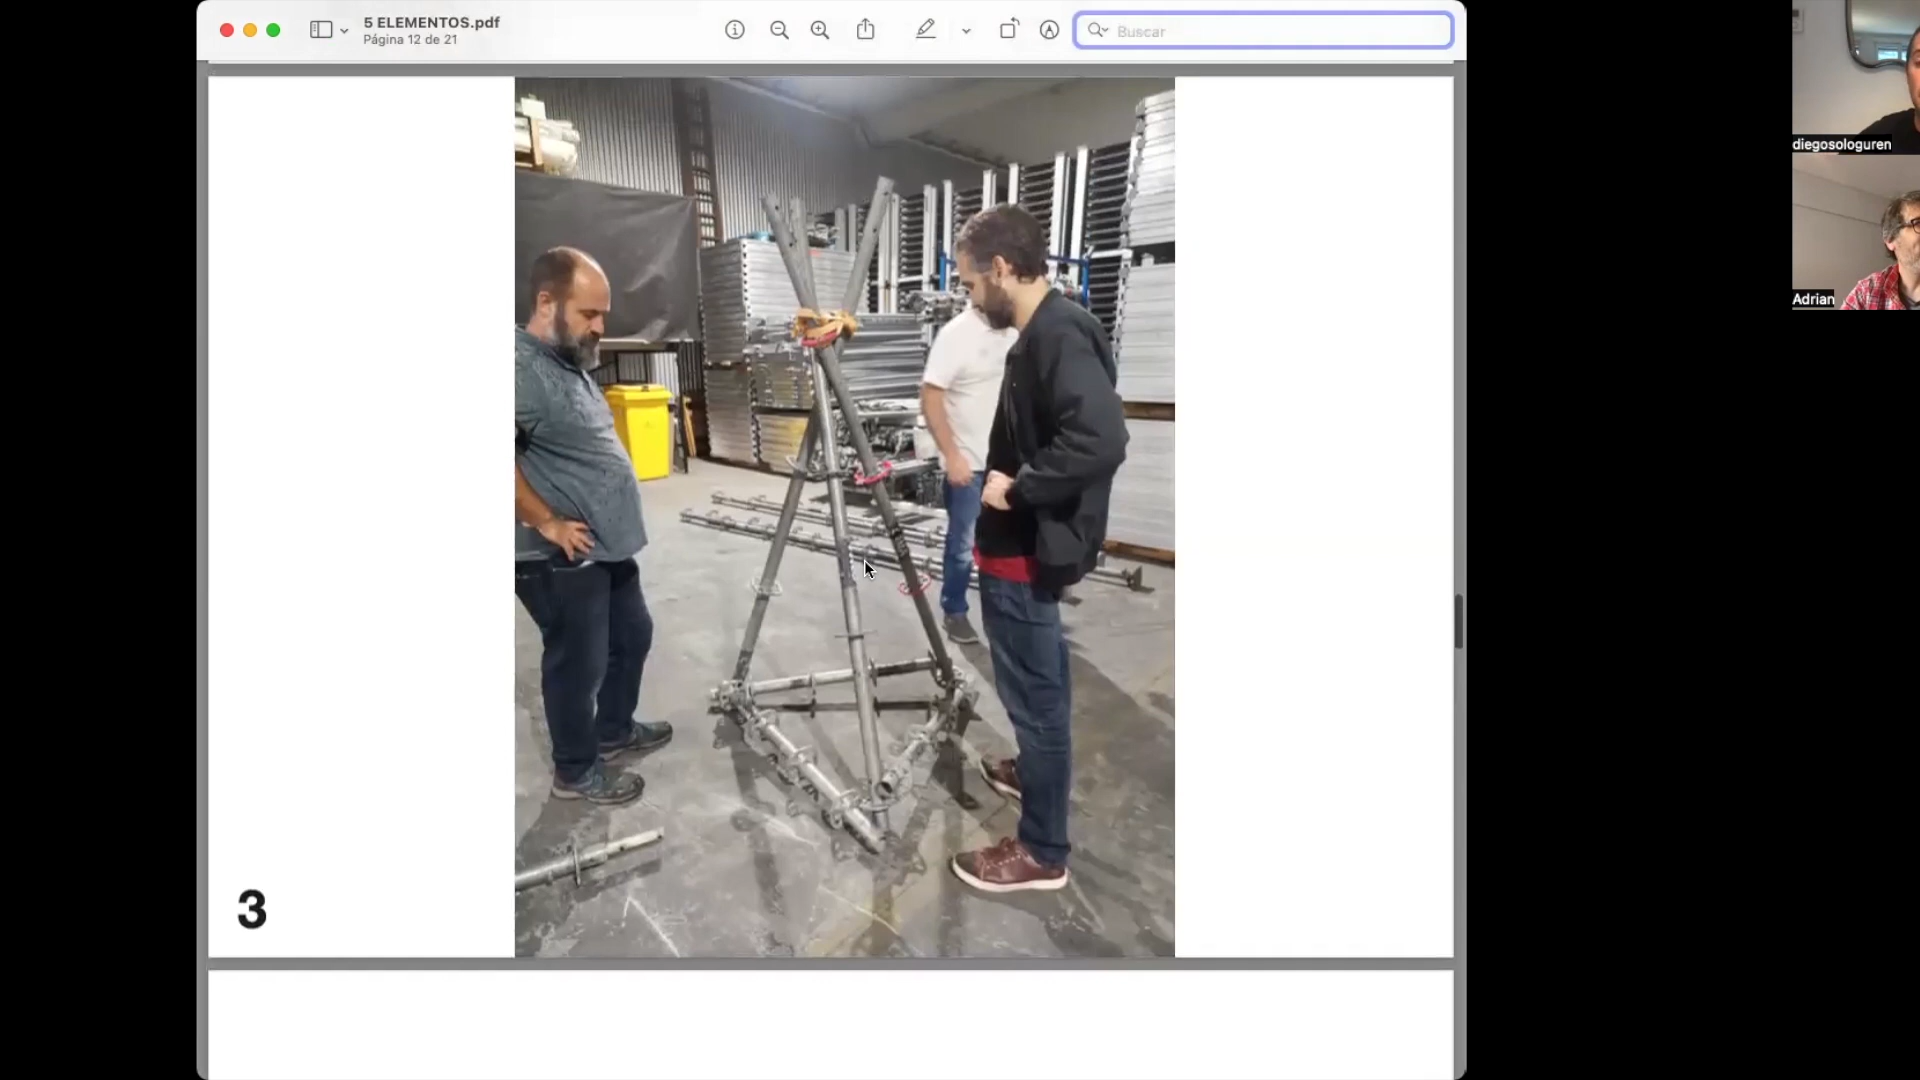 5 ELEMENTOS.pdf
Página 12 de 21
Buscar
diegosologuren
Adrian
3